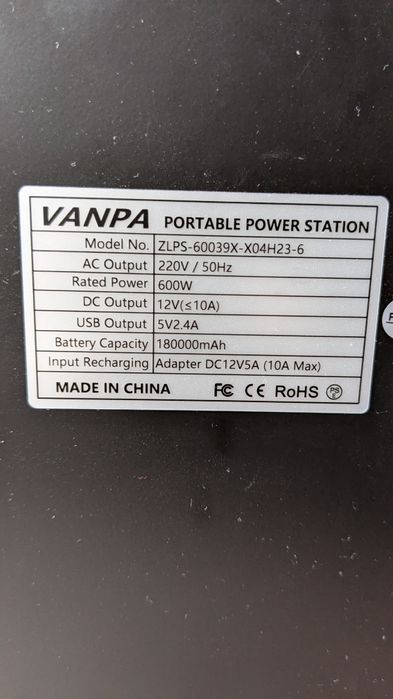 VANPA PORTABLE POWER STATION
Model No. ZLPS-60039X-X04H23-6
AC Output 220V / 50Hz
Rated Power 600W
DC Output 12V(≤10A)
USB Output 5V2.4A
Battery Capacity 180000mAh
Input Recharging Adapter DC12V5A (10A Max)
MADE IN CHINA FC CE RoHS PS E